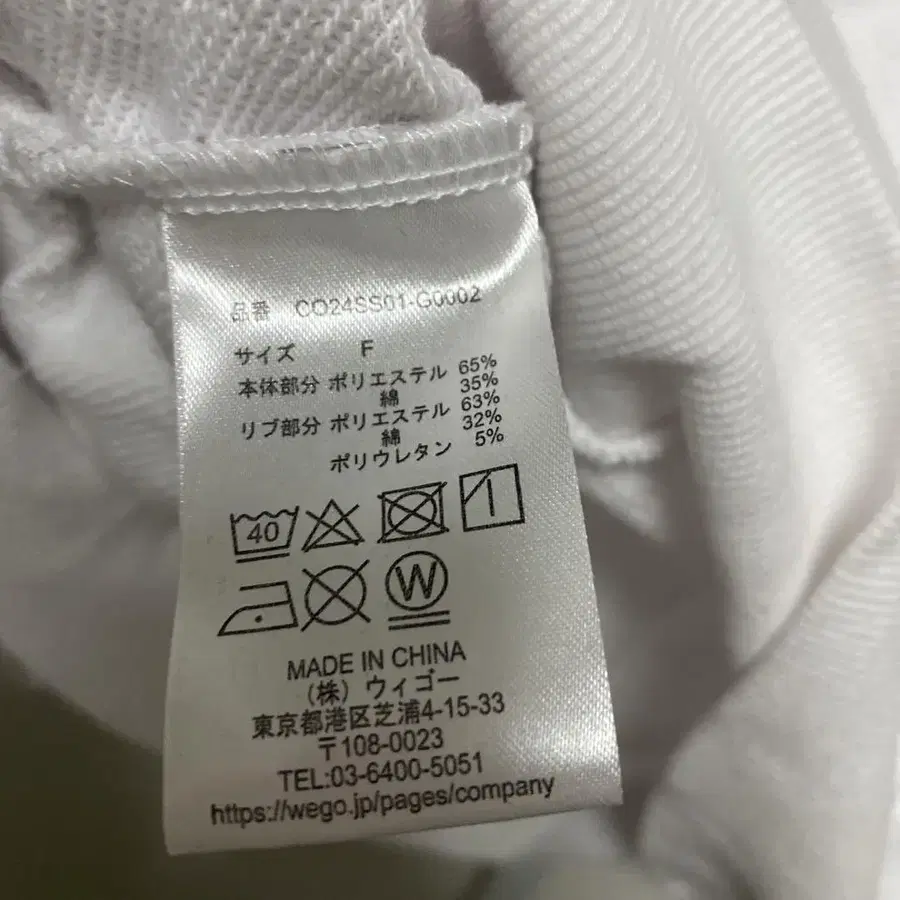 品番 CO24SS01-G0002
サイズ F
本体部分 ポリエステル 65%
綿 35%
リブ部分 ポリエステル 63%
綿 32%
ポリウレタン 5%
40
W
MADE IN CHINA
（株）ウィゴー
東京都港区芝浦4-15-33
〒108-0023
TEL:03-6400-5051
https://wego.jp/pages/company